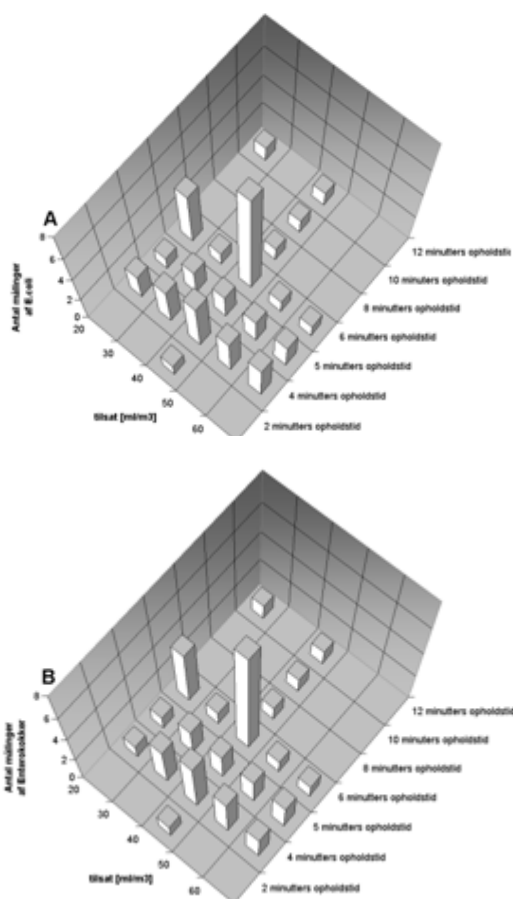 A
Antal målinger
af E.coli
8
6
4
2
0
20
30
40
50
60
tilsat [ml/m3]
12 minutters opholdstid
10 minutters opholdstid
8 minutters opholdstid
6 minutters opholdstid
5 minutters opholdstid
4 minutters opholdstid
2 minutters opholdstid
B
Antal målinger
af Enterokokker
8
6
4
2
0
20
30
40
50
60
tilsat [ml/m3]
12 minutters opholdstid
10 minutters opholdstid
8 minutters opholdstid
6 minutters opholdstid
5 minutters opholdstid
4 minutters opholdstid
2 minutters opholdstid